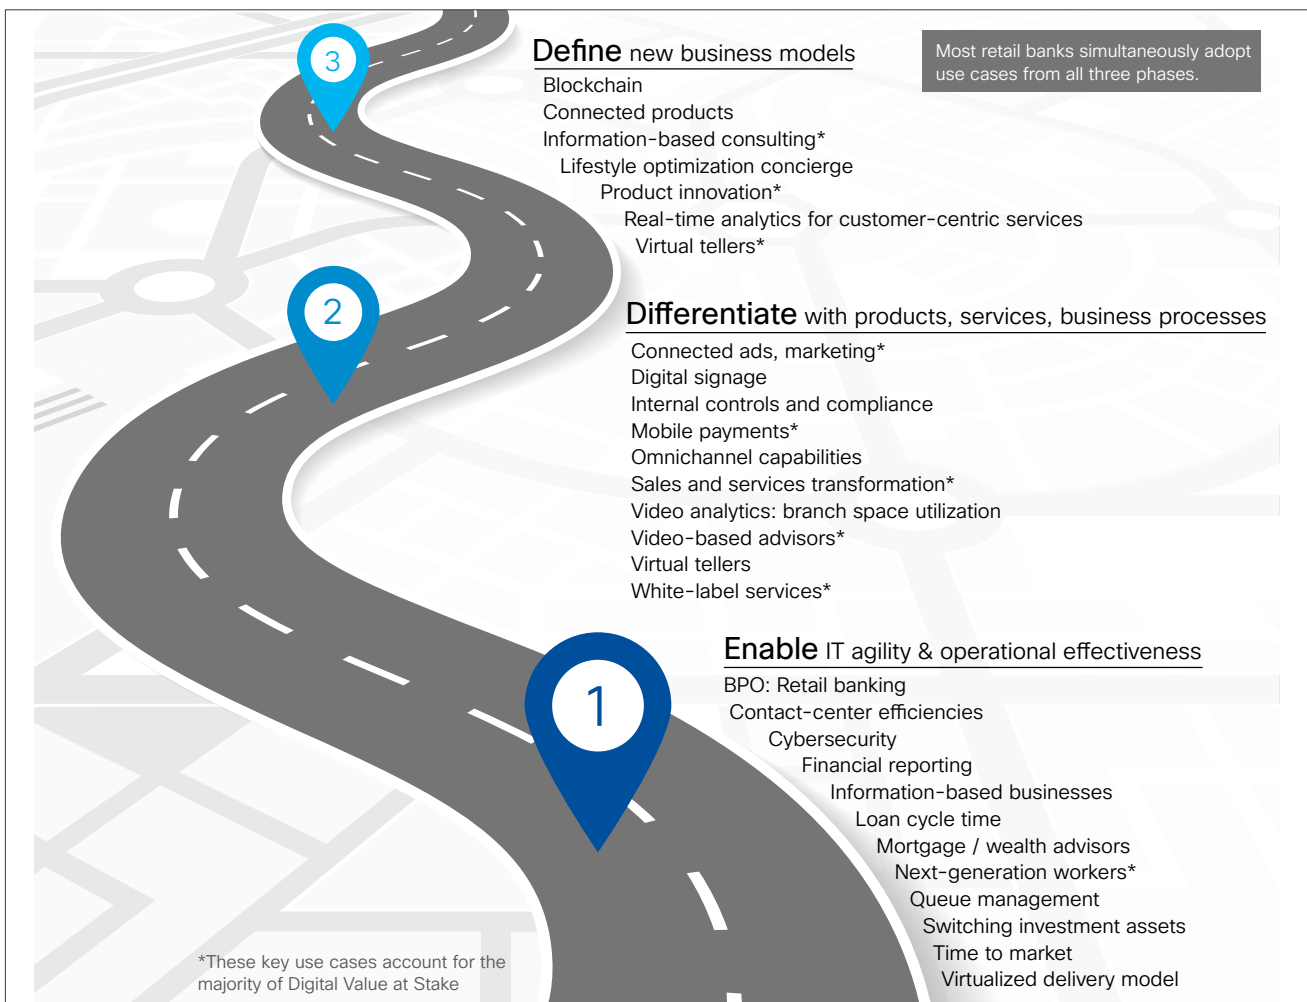 3
Define new business models
Blockchain
Connected products
Information-based consulting*
Lifestyle optimization concierge
Product innovation*
Real-time analytics for customer-centric services
Virtual tellers*
Most retail banks simultaneously adopt
use cases from all three phases.
2
Differentiate with products, services, business processes
Connected ads, marketing*
Digital signage
Internal controls and compliance
Mobile payments*
Omnichannel capabilities
Sales and services transformation*
Video analytics: branch space utilization
Video-based advisors*
Virtual tellers
White-label services*
1
Enable IT agility & operational effectiveness
BPO: Retail banking
Contact-center efficiencies
Cybersecurity
Financial reporting
Information-based businesses
Loan cycle time
Mortgage / wealth advisors
Next-generation workers*
Queue management
Switching investment assets
Time to market
Virtualized delivery model
*These key use cases account for the
majority of Digital Value at Stake